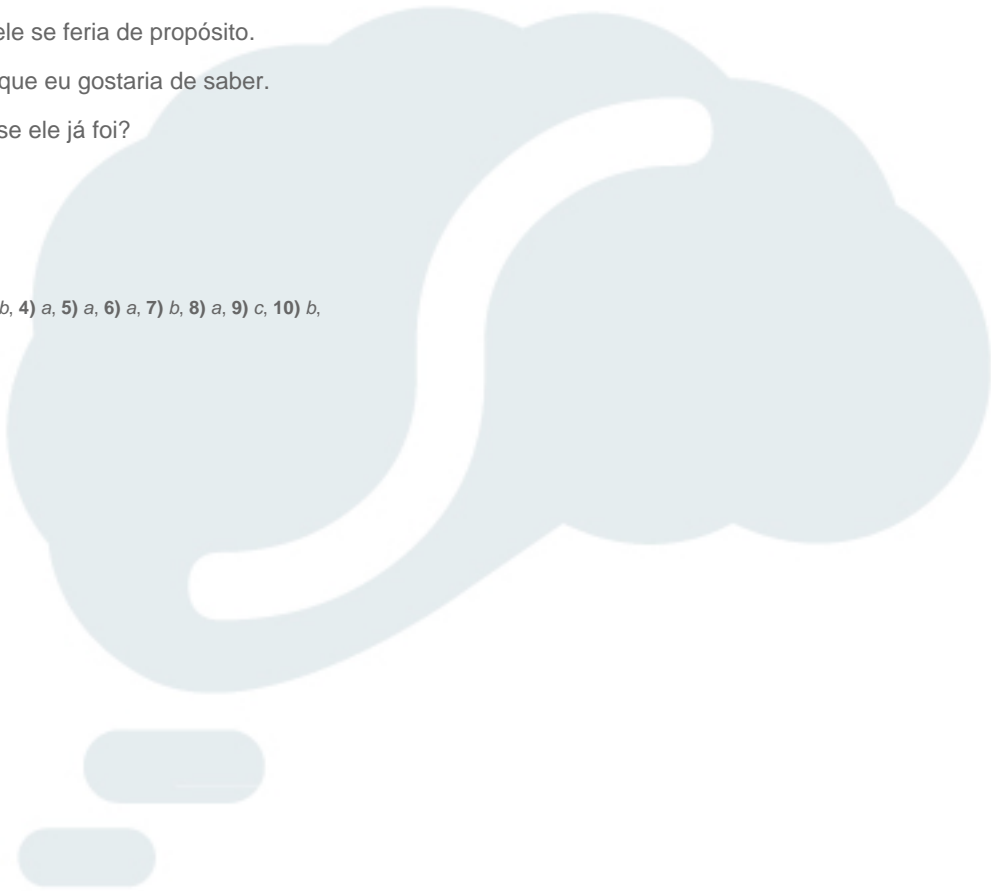 ele se feria de propósito.
que eu gostaria de saber.
se ele já foi?
b, 4) a, 5) a, 6) a, 7) b, 8) a, 9) c, 10) b,